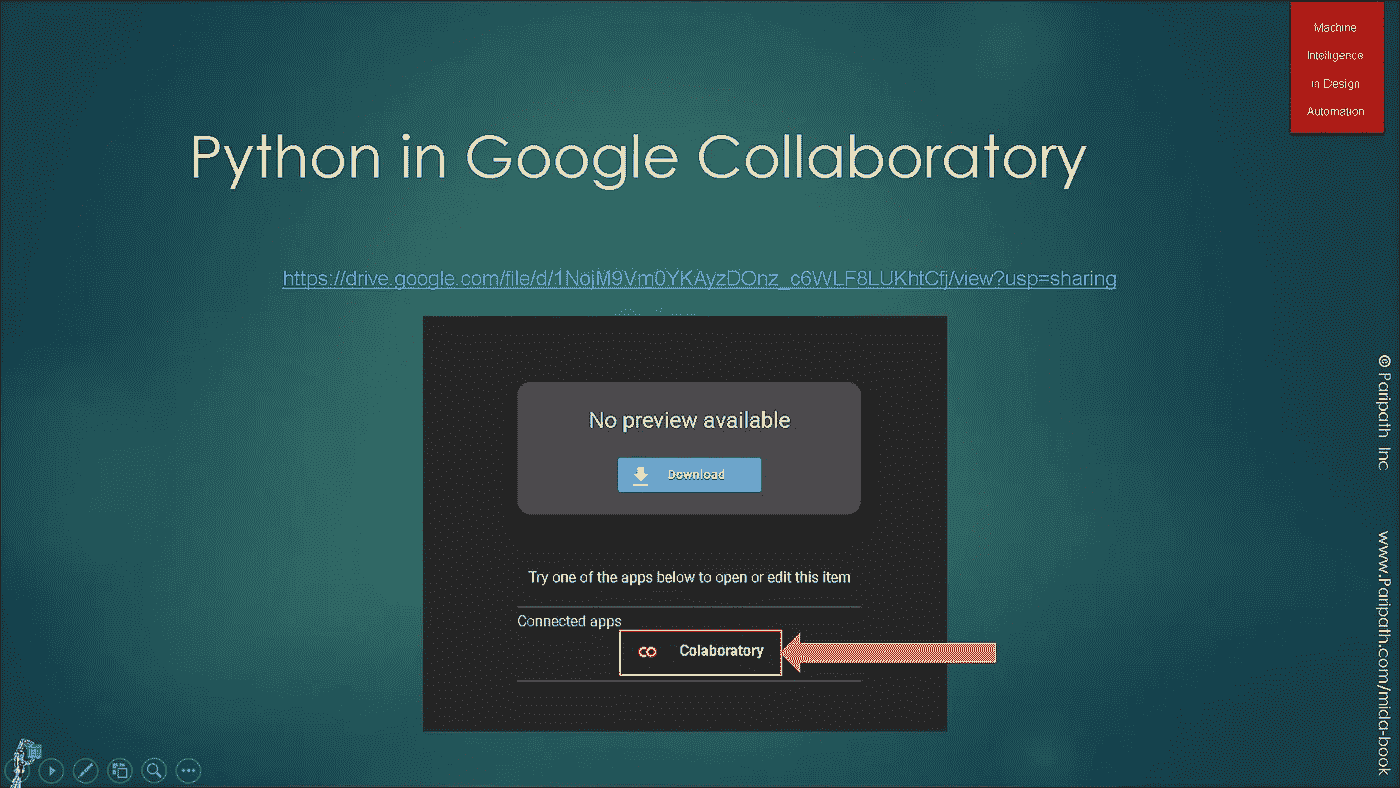 Machine
Intelligence
in Design
Automation
Python in Google Collaboratory
https://drive.google.com/file/d/1NojM9Vm0YKAyzDOnz_c6WLF8LUKhtCfj/view?usp=sharing
No preview available
Download
Try one of the apps below to open or edit this item
Connected apps
Colaboratory
© Paripath Inc
www.Paripath.com/mida-book